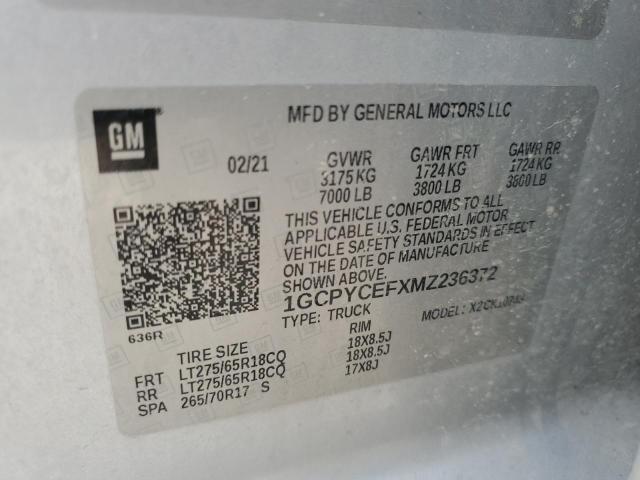 GM
MFD BY GENERAL MOTORS LLC
02/21
GVWR GAWR FRT GAWR RR
3175 KG 1724 KG 1724 KG
7000 LB 3800 LB 3800 LB
THIS VEHICLE CONFORMS TO ALL
APPLICABLE U.S. FEDERAL MOTOR
VEHICLE SAFETY STANDARDS IN EFFECT
ON THE DATE OF MANUFACTURE
SHOWN ABOVE.
1GCPYCEFXMZ236372
TYPE: TRUCK MODEL:
636R
TIRE SIZE RIM
FRT LT275/65R18CQ 18X8.5J
RR LT275/65R18CQ 18X8.5J
SPA 265/70R17 S 17X8J